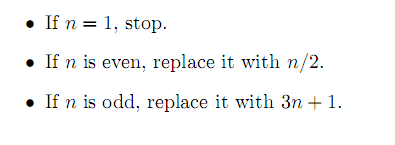 • If n = 1, stop.
• If n is even, replace it with n/2.
• If n is odd, replace it with 3n + 1.